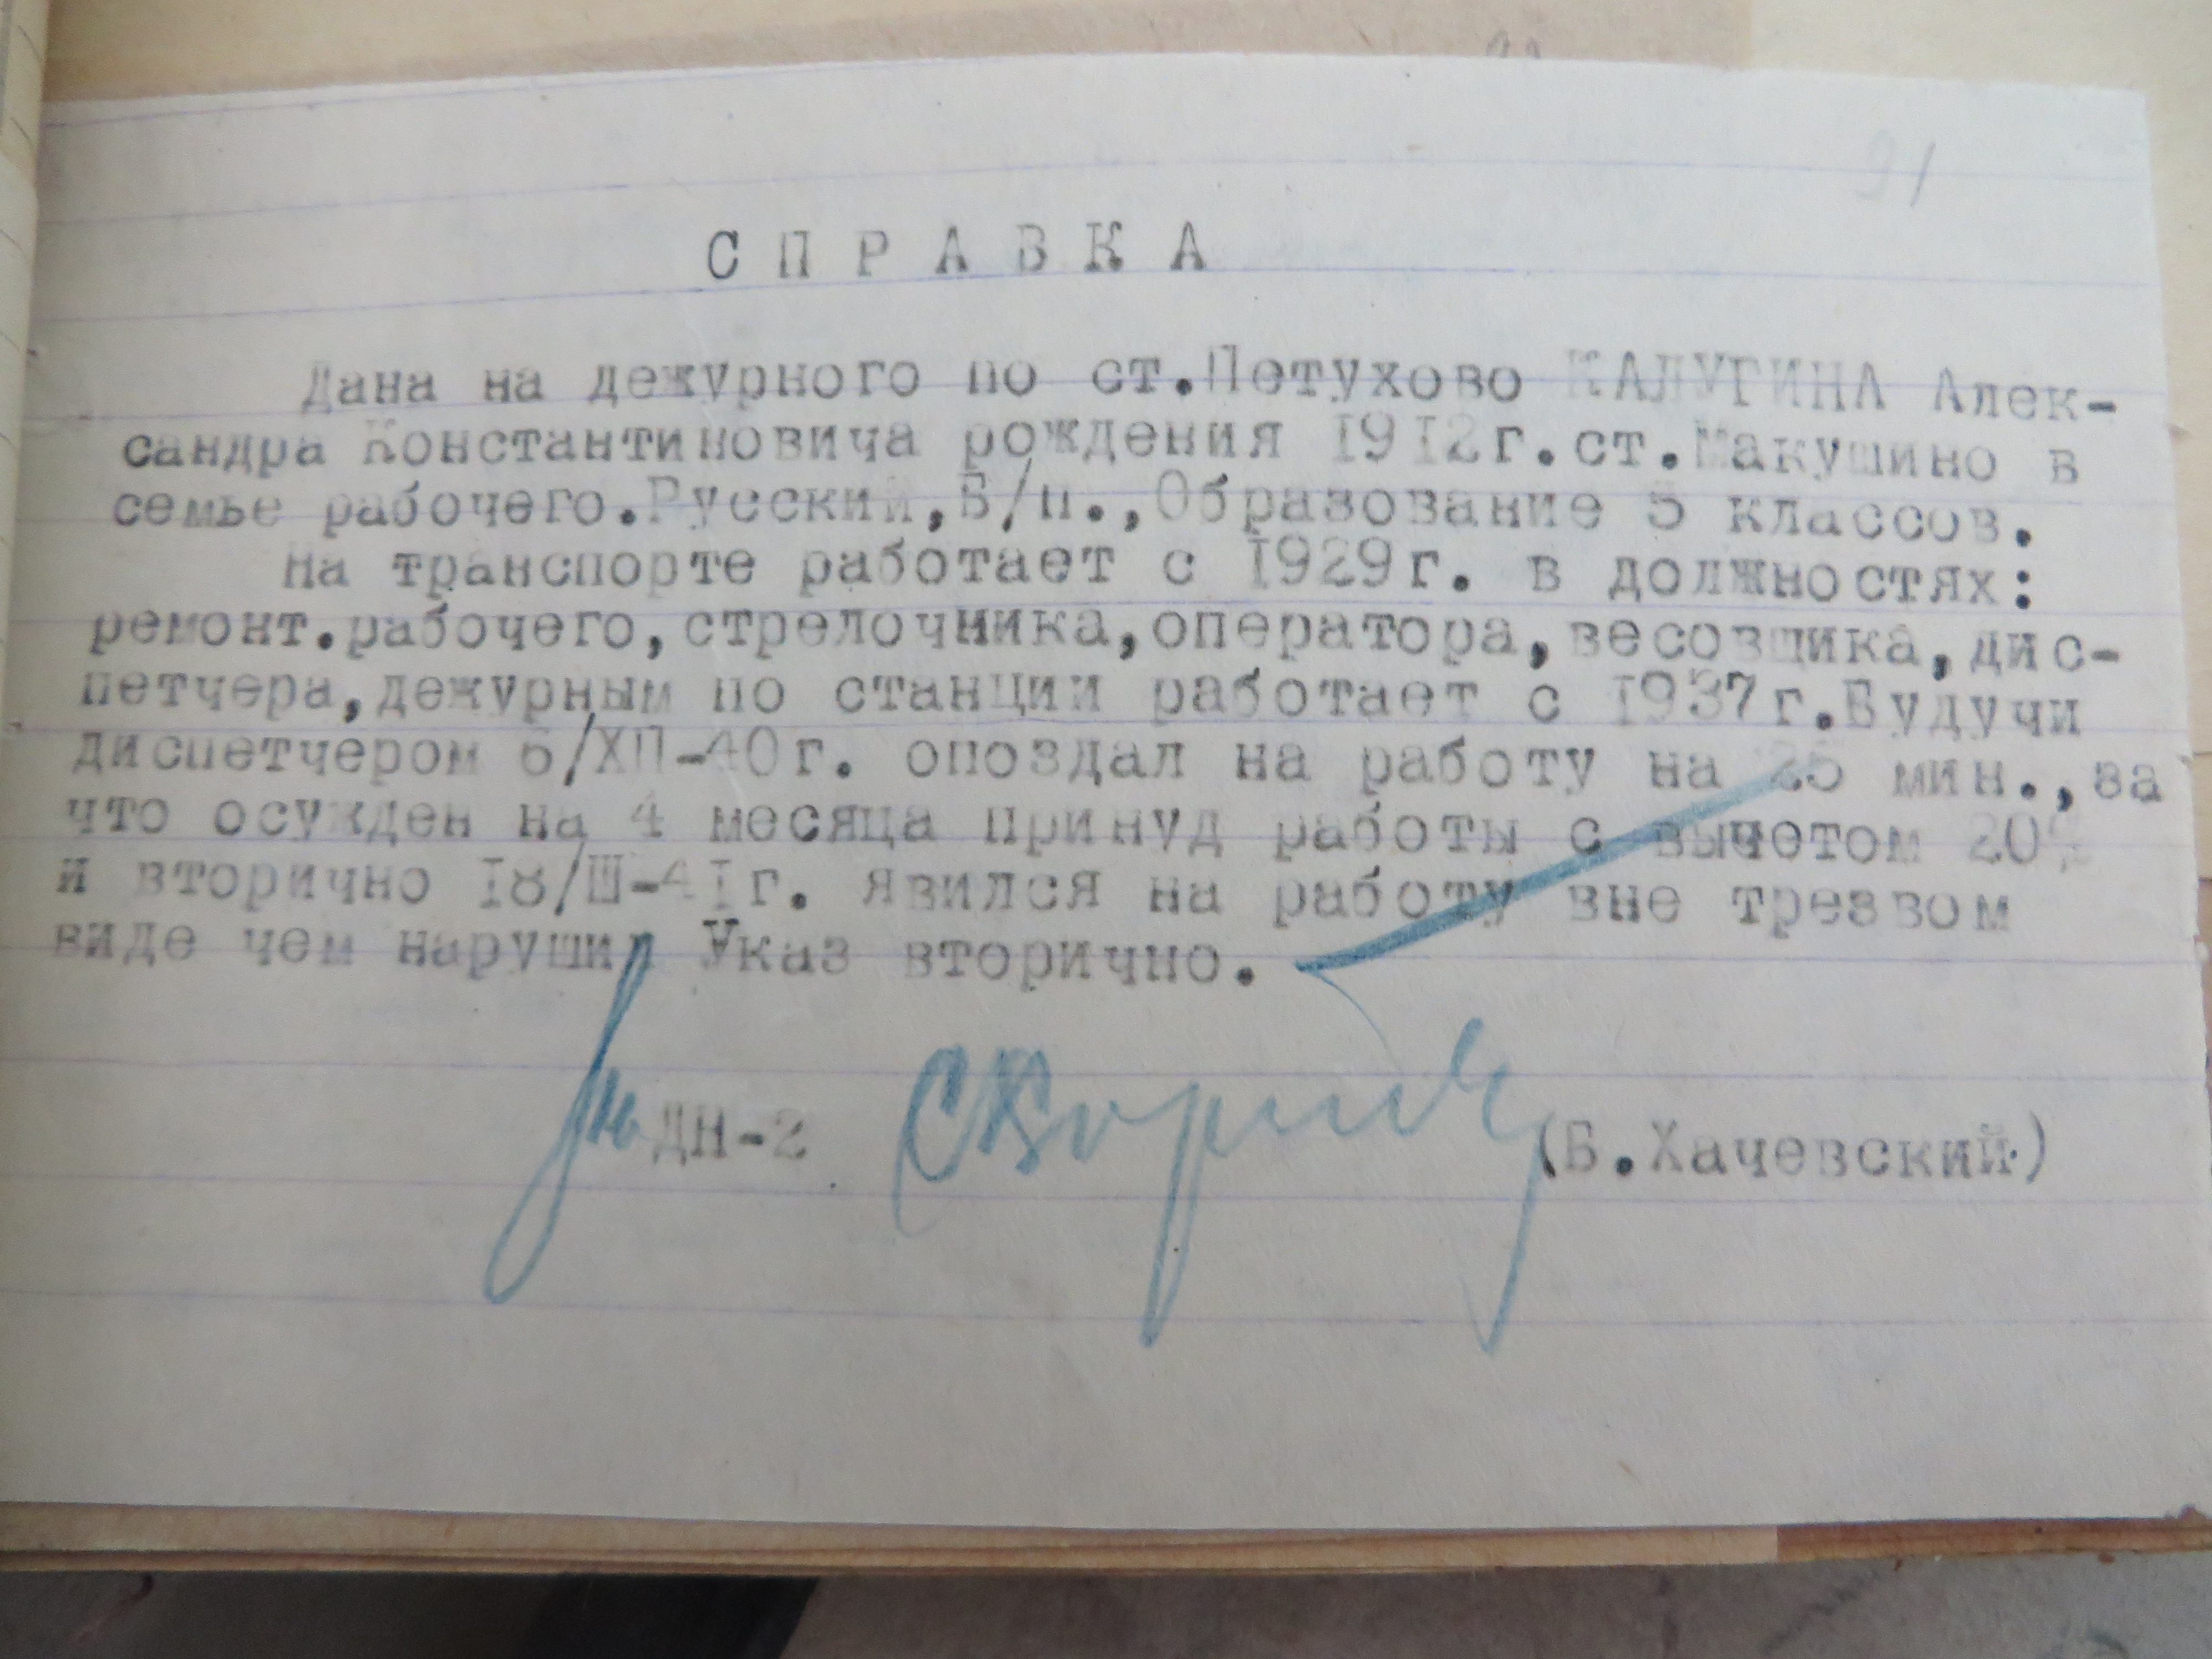 91
СПРАВКА
Дана на дежурного по ст.Петухово КАЛУГИНА Алек-
сандра Константиновича рождения 1912г.ст.Макушино в
семье рабочего.Русский,Б/п.,Образование 5 классов.
На транспорте работает с 1929г. в должностях:
ремонт.рабочего,стрелочника,оператора,весовщика,дис-
петчера,дежурным по станции работает с 1937г.Будучи
диспетчером 6/ХП-40г. опоздал на работу на 25 мин.,за
что осужден на 4 месяца принуд работы с вычетом 20%
и вторично 18/Ш-41г. явился на работу вне трезвом
виде чем нарушил Указ вторично.
ДН-2 (Б.Хачевский)